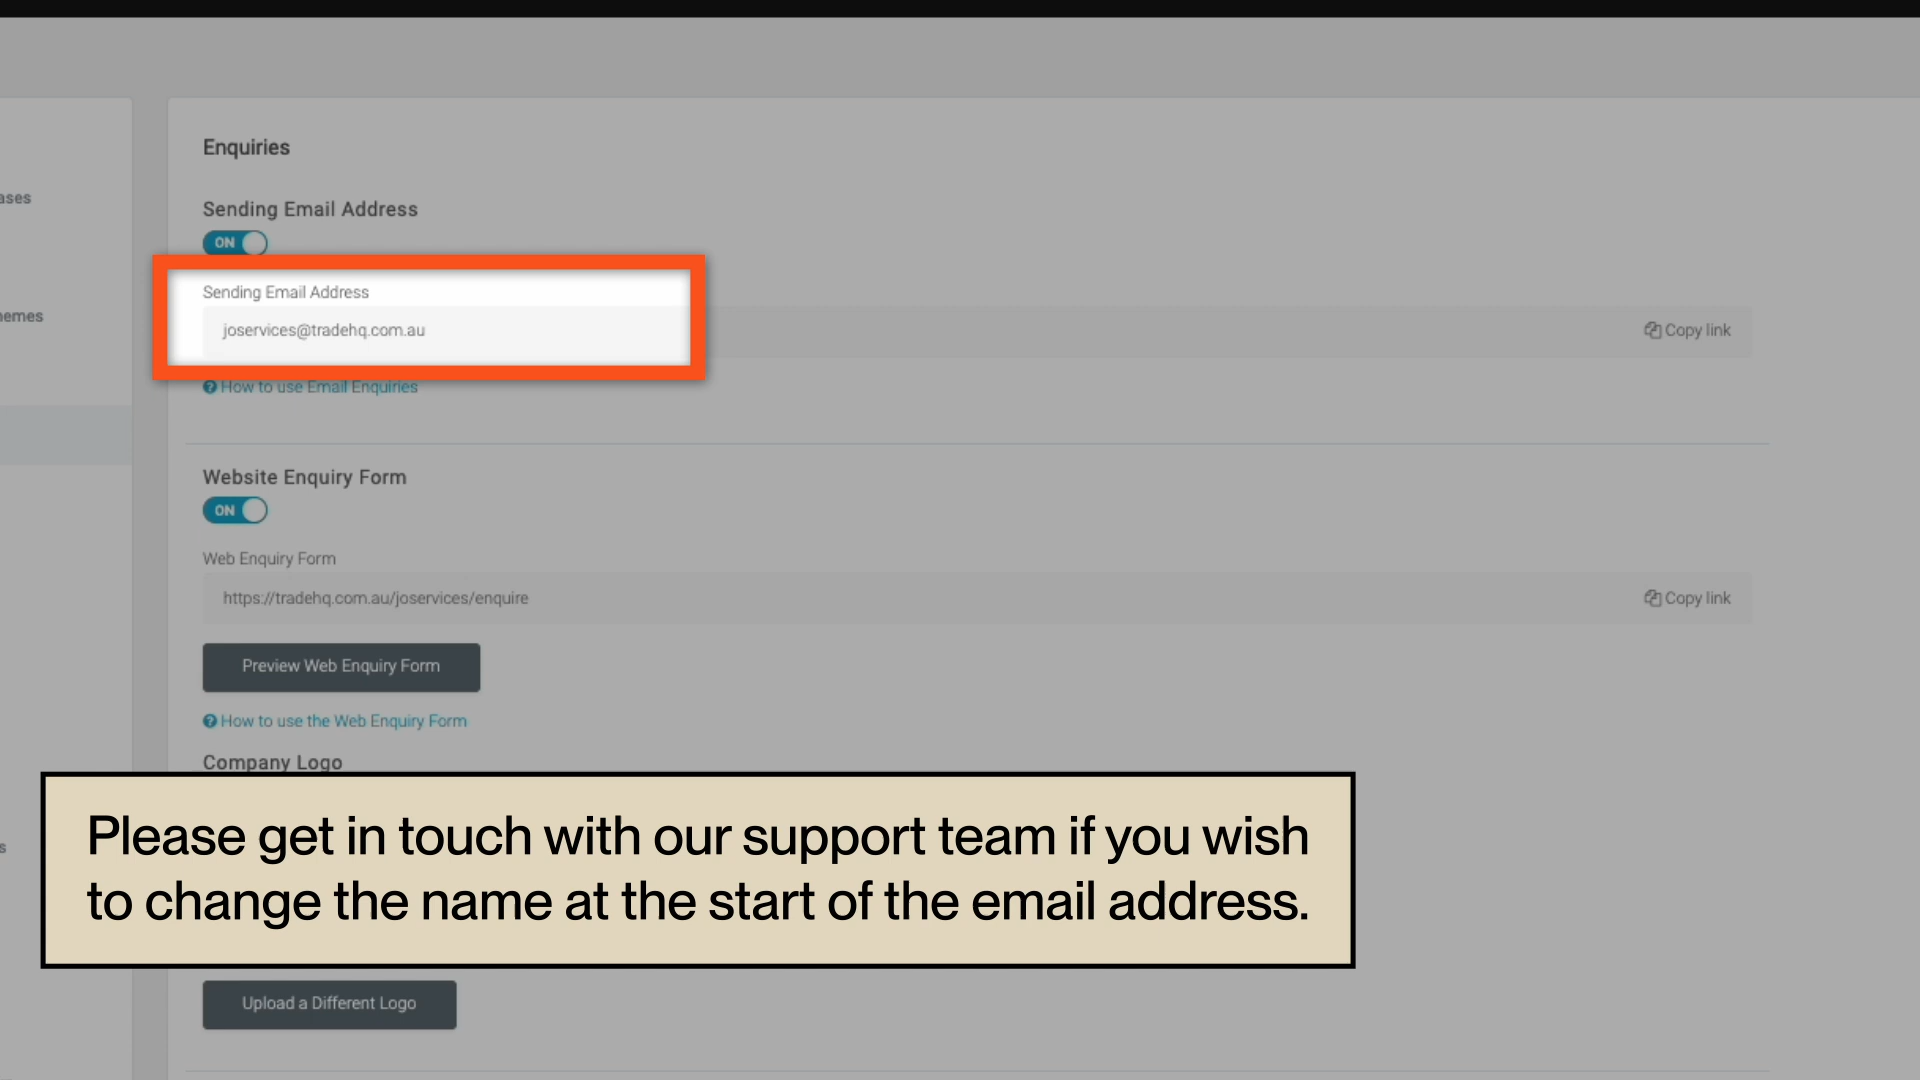 Enquiries
Sending Email Address
ON
Sending Email Address
joservices@tradehq.com.au
Copy link
How to use Email Enquiries
Website Enquiry Form
ON
Web Enquiry Form
https://tradehq.com.au/joservices/enquire
Copy link
Preview Web Enquiry Form
How to use the Web Enquiry Form
Company Logo
Please get in touch with our support team if you wish
to change the name at the start of the email address.
Upload a Different Logo